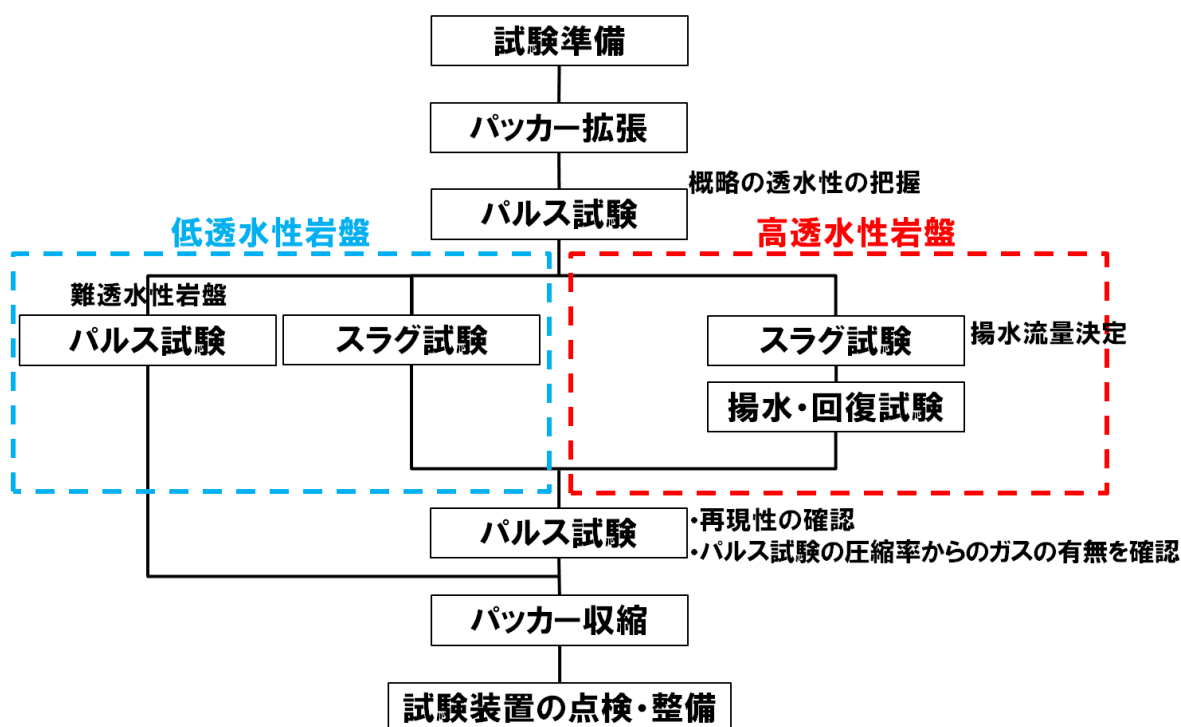 試験準備
パッカー拡張
概略の透水性の把握
パルス試験
低透水性岩盤
高透水性岩盤
難透水性岩盤
パルス試験
スラグ試験
スラグ試験
揚水流量決定
揚水・回復試験
パルス試験
・再現性の確認
・パルス試験の圧縮率からのガスの有無を確認
パッカー収縮
試験装置の点検・整備